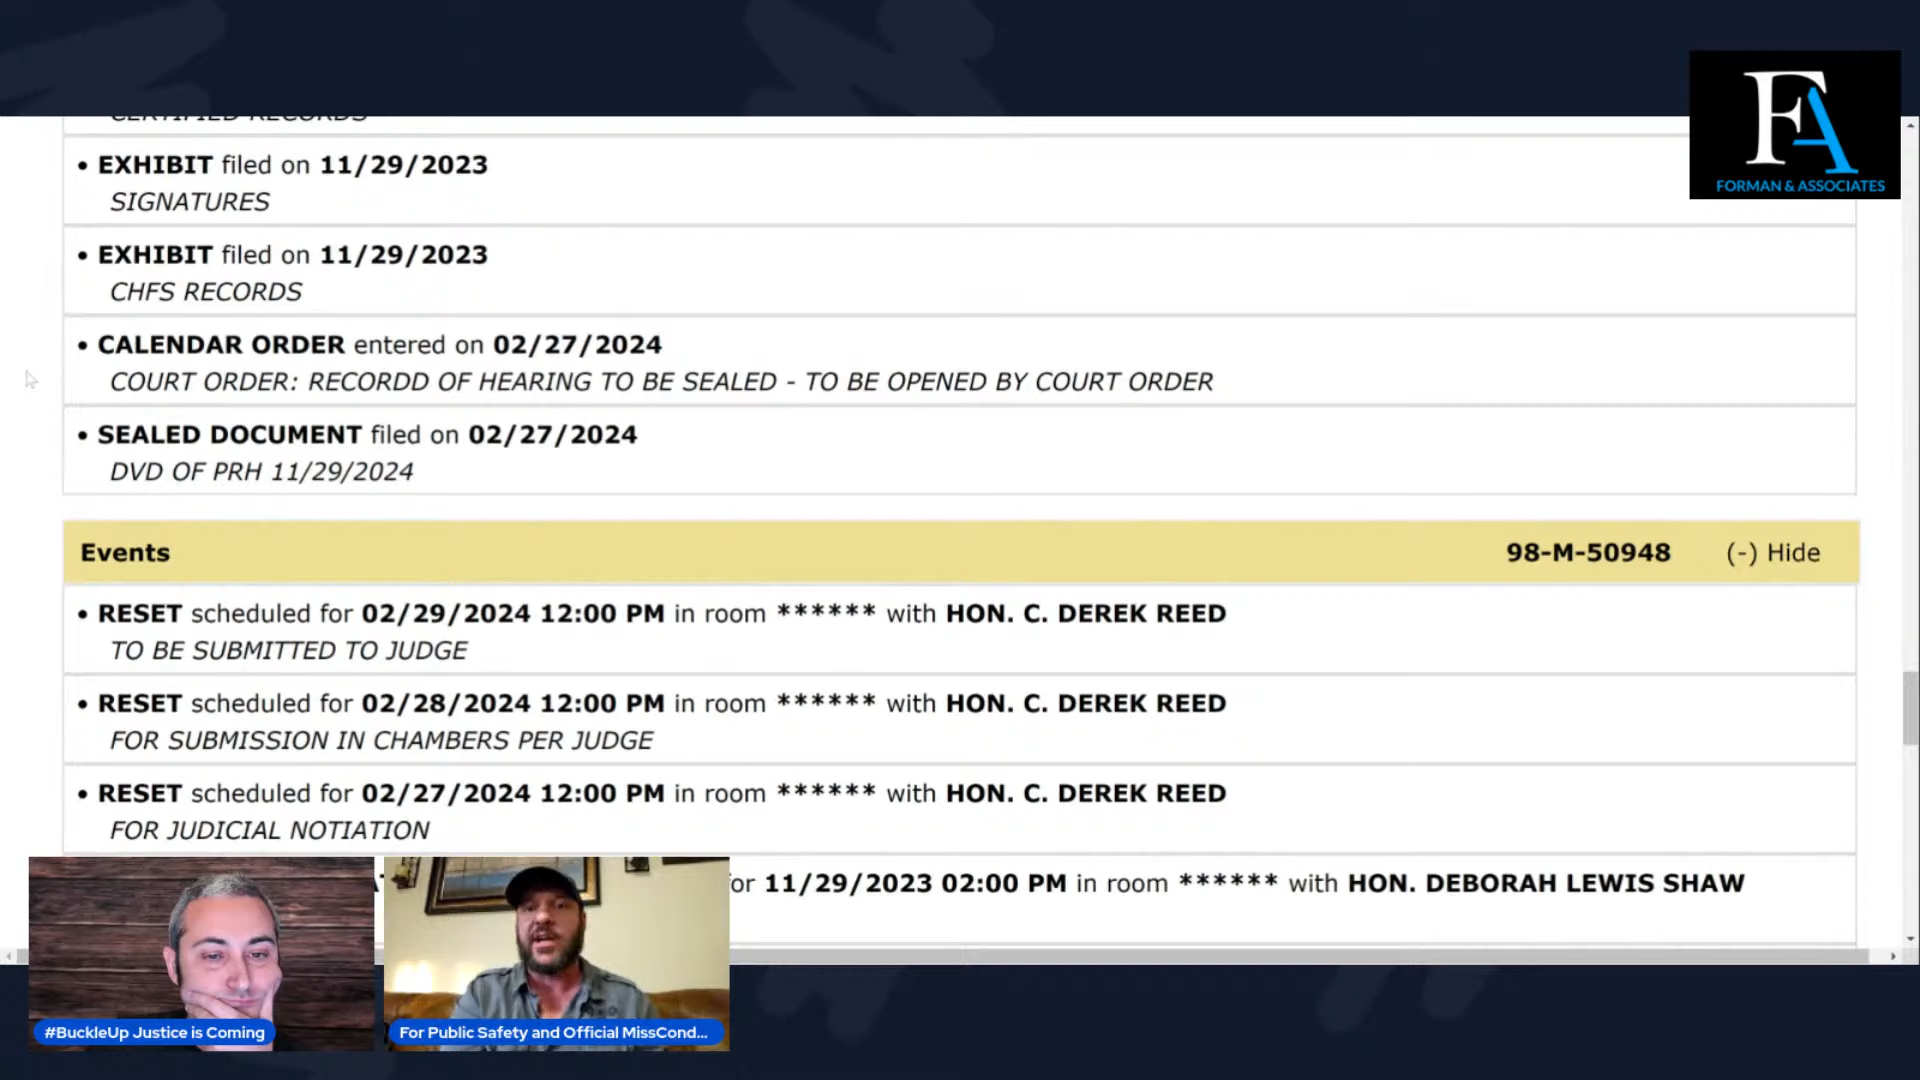 CERTIFIED RECORDS
FA
FORMAN & ASSOCIATES
• EXHIBIT filed on 11/29/2023
SIGNATURES
• EXHIBIT filed on 11/29/2023
CHFS RECORDS
• CALENDAR ORDER entered on 02/27/2024
COURT ORDER: RECORDD OF HEARING TO BE SEALED - TO BE OPENED BY COURT ORDER
• SEALED DOCUMENT filed on 02/27/2024
DVD OF PRH 11/29/2024
Events 98-M-50948 (-) Hide
• RESET scheduled for 02/29/2024 12:00 PM in room ****** with HON. C. DEREK REED
TO BE SUBMITTED TO JUDGE
• RESET scheduled for 02/28/2024 12:00 PM in room ****** with HON. C. DEREK REED
FOR SUBMISSION IN CHAMBERS PER JUDGE
• RESET scheduled for 02/27/2024 12:00 PM in room ****** with HON. C. DEREK REED
FOR JUDICIAL NOTIATION
for 11/29/2023 02:00 PM in room ****** with HON. DEBORAH LEWIS SHAW
#BuckleUp Justice is Coming
For Public Safety and Official MissCond...